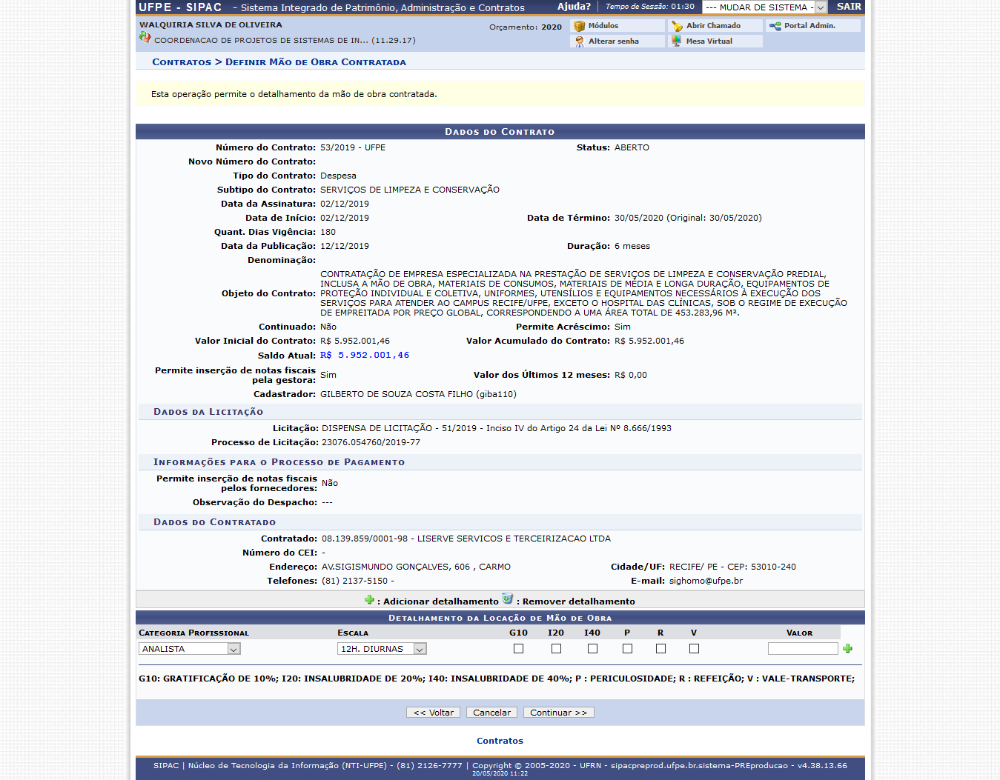 UFPE - SIPAC - Sistema Integrado de Patrimônio, Administração e Contratos Ajuda? Tempo de Sessão: 01:30 --- MUDAR DE SISTEMA - SAIR
WALQUIRIA SILVA DE OLIVEIRA Orçamento: 2020 Módulos Abrir Chamado Portal Admin.
COORDENACAO DE PROJETOS DE SISTEMAS DE IN... (11.29.17) Alterar senha Mesa Virtual
Contratos > Definir Mão de Obra Contratada
Esta operação permite o detalhamento da mão de obra contratada.
Dados do Contrato
Número do Contrato: 53/2019 - UFPE Status: ABERTO
Novo Número do Contrato:
Tipo do Contrato: Despesa
Subtipo do Contrato: SERVIÇOS DE LIMPEZA E CONSERVAÇÃO
Data da Assinatura: 02/12/2019
Data de Início: 02/12/2019 Data de Término: 30/05/2020 (Original: 30/05/2020)
Quant. Dias Vigência: 180
Data da Publicação: 12/12/2019 Duração: 6 meses
Denominação:
Objeto do Contrato: CONTRATAÇÃO DE EMPRESA ESPECIALIZADA NA PRESTAÇÃO DE SERVIÇOS DE LIMPEZA E CONSERVAÇÃO PREDIAL,
INCLUSA A MÃO DE OBRA, MATERIAIS DE CONSUMOS, MATERIAIS DE MÉDIA E LONGA DURAÇÃO, EQUIPAMENTOS DE
PROTEÇÃO INDIVIDUAL E COLETIVA, UNIFORMES, UTENSÍLIOS E EQUIPAMENTOS NECESSÁRIOS À EXECUÇÃO DOS
SERVIÇOS PARA ATENDER AO CAMPUS RECIFE/UFPE, EXCETO O HOSPITAL DAS CLÍNICAS, SOB O REGIME DE EXECUÇÃO
DE EMPREITADA POR PREÇO GLOBAL, CORRESPONDENDO A UMA ÁREA TOTAL DE 453.283,96 M².
Continuado: Não Permite Acréscimo: Sim
Valor Inicial do Contrato: R$ 5.952.001,46 Valor Acumulado do Contrato: R$ 5.952.001,46
Saldo Atual: R$ 5.952.001,46
Permite inserção de notas fiscais
pela gestora: Sim Valor dos Últimos 12 meses: R$ 0,00
Cadastrador: GILBERTO DE SOUZA COSTA FILHO (giba110)
Dados da Licitação
Licitação: DISPENSA DE LICITAÇÃO - 51/2019 - Inciso IV do Artigo 24 da Lei Nº 8.666/1993
Processo de Licitação: 23076.054760/2019-77
Informações para o Processo de Pagamento
Permite inserção de notas fiscais
pelos fornecedores: Não
Observação do Despacho: ---
Dados do Contratado
Contratado: 08.139.859/0001-98 - LISERVE SERVICOS E TERCEIRIZACAO LTDA
Número do CEI: -
Endereço: AV.SIGISMUNDO GONÇALVES, 606 , CARMO Cidade/UF: RECIFE/ PE - CEP: 53010-240
Telefones: (81) 2137-5150 - E-mail: sighomo@ufpe.br
: Adicionar detalhamento : Remover detalhamento
Detalhamento da Locação de Mão de Obra
Categoria Profissional Escala G10 I20 I40 P R V Valor
ANALISTA 12H. DIURNAS
G10: GRATIFICAÇÃO DE 10%; I20: INSALUBRIDADE DE 20%; I40: INSALUBRIDADE DE 40%; P : PERICULOSIDADE; R : REFEIÇÃO; V : VALE-TRANSPORTE;
<< Voltar Cancelar Continuar >>
Contratos
SIPAC | Núcleo de Tecnologia da Informação (NTI-UFPE) - (81) 2126-7777 | Copyright © 2005-2020 - UFRN - sipacpreprod.ufpe.br.sistema-PREproducao - v4.38.13.66
20/05/2020 11:22